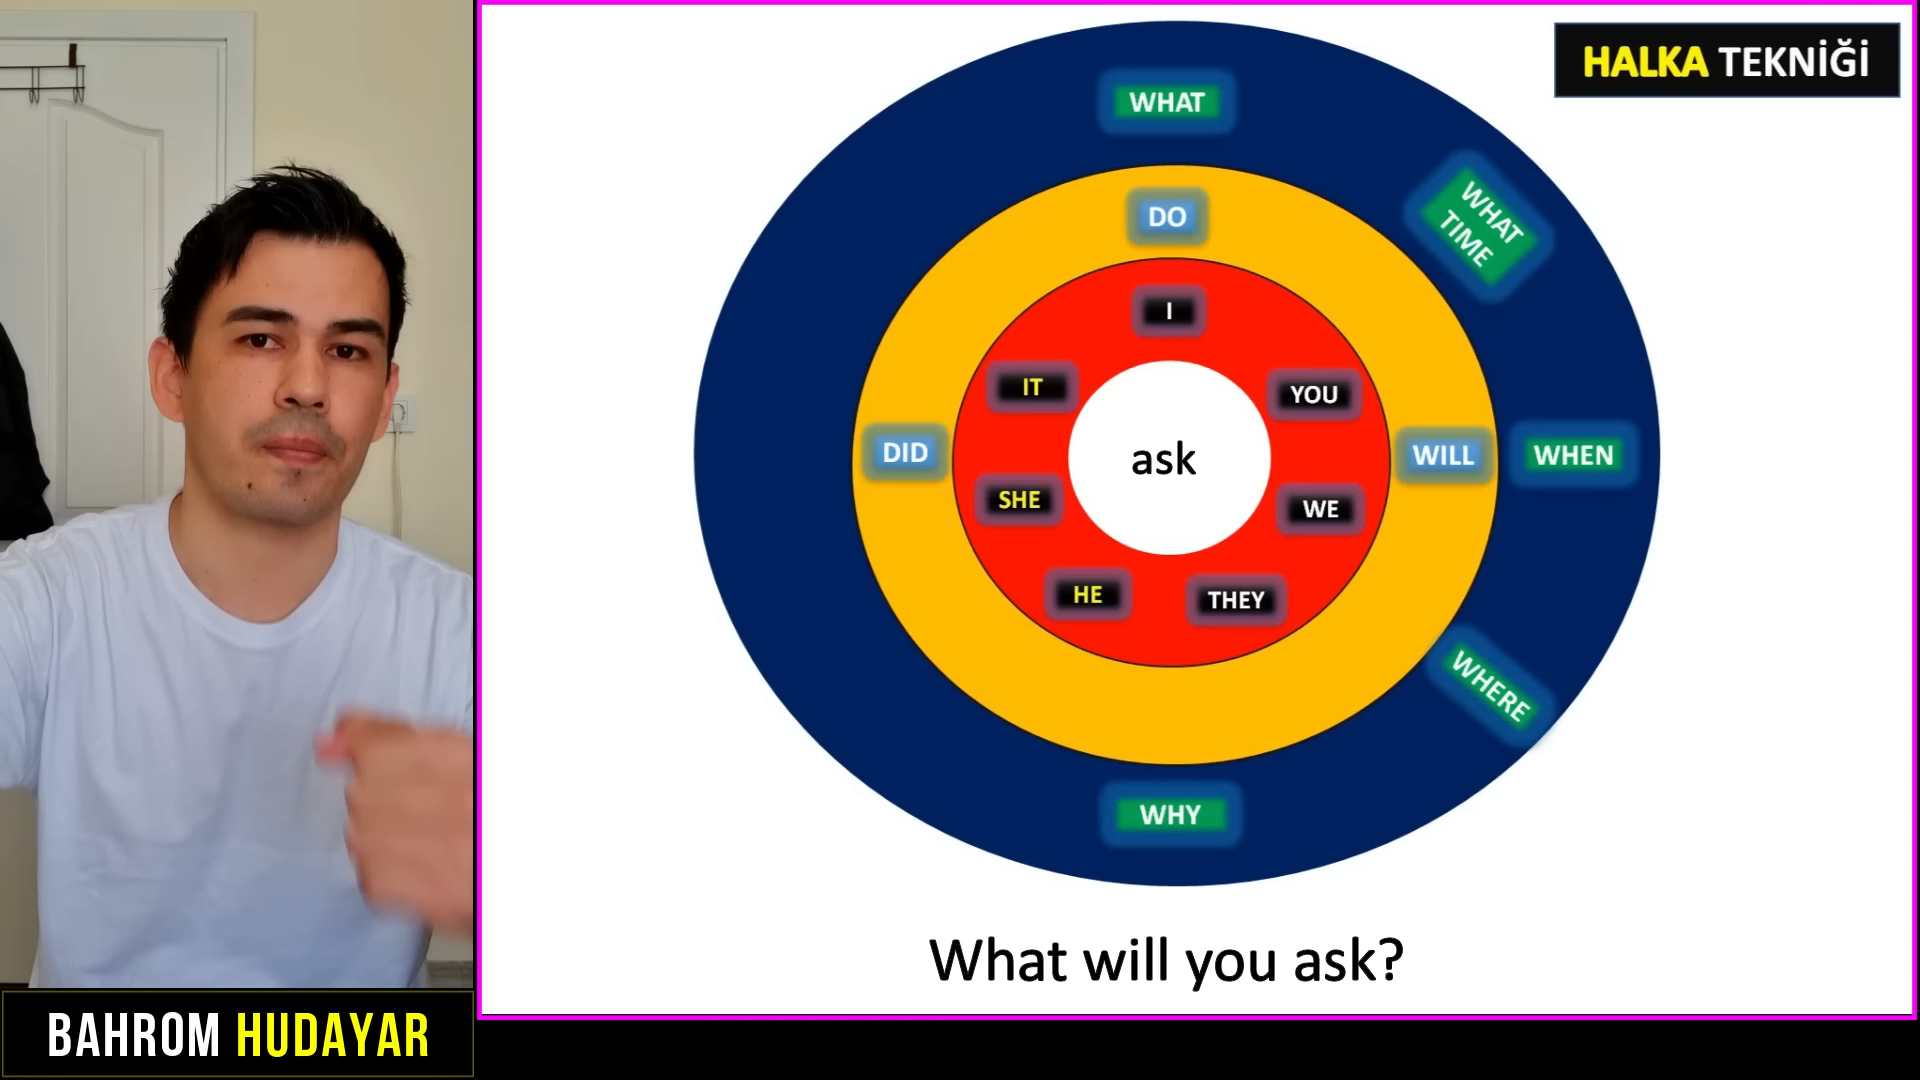 HALKA TEKNİĞİ
WHAT
WHAT
TIME
DO
I
IT
YOU
DID
ask
WILL
WHEN
SHE
WE
HE
THEY
WHERE
WHY
What will you ask?
BAHROM HUDAYAR